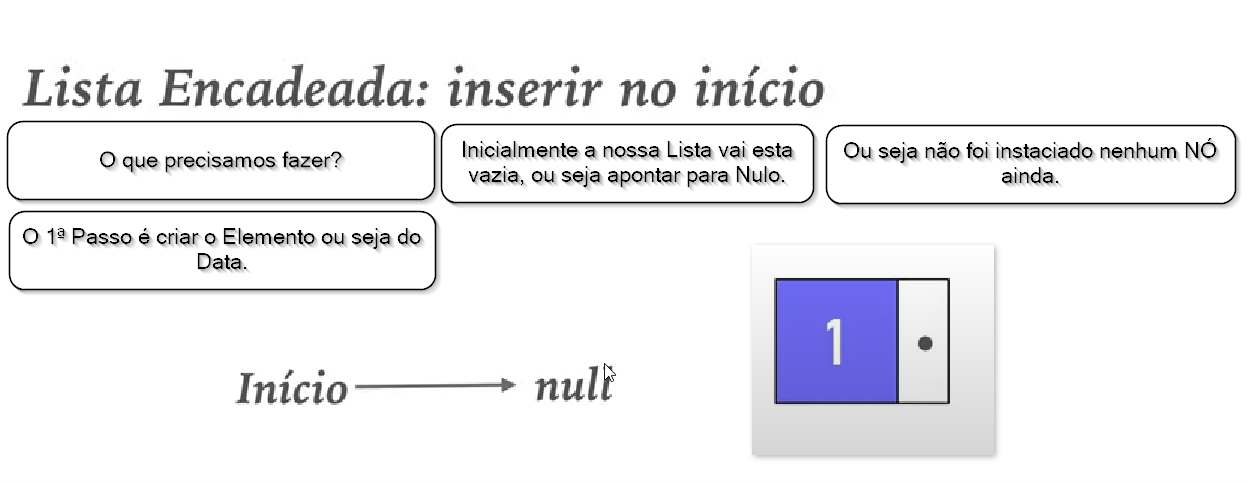 Lista Encadeada: inserir no início
O que precisamos fazer?
Inicialmente a nossa Lista vai esta
vazia, ou seja apontar para Nulo.
Ou seja não foi instaciado nenhum NÓ
ainda.
O 1ª Passo é criar o Elemento ou seja do
Data.
Início
null
1